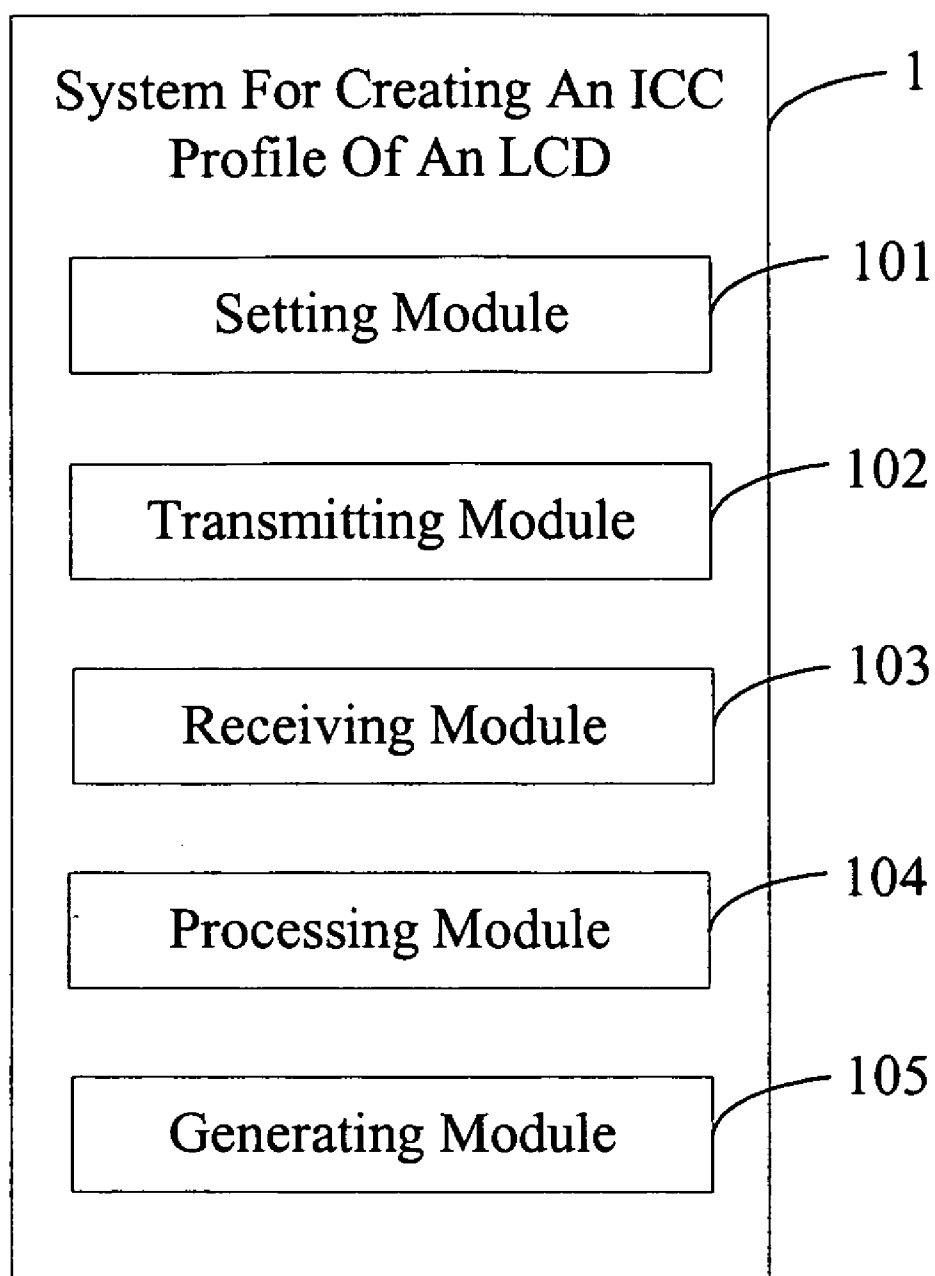 System For Creating An ICC
Profile Of An LCD
1
Setting Module
101
Transmitting Module
102
Receiving Module
103
Processing Module
104
Generating Module
105